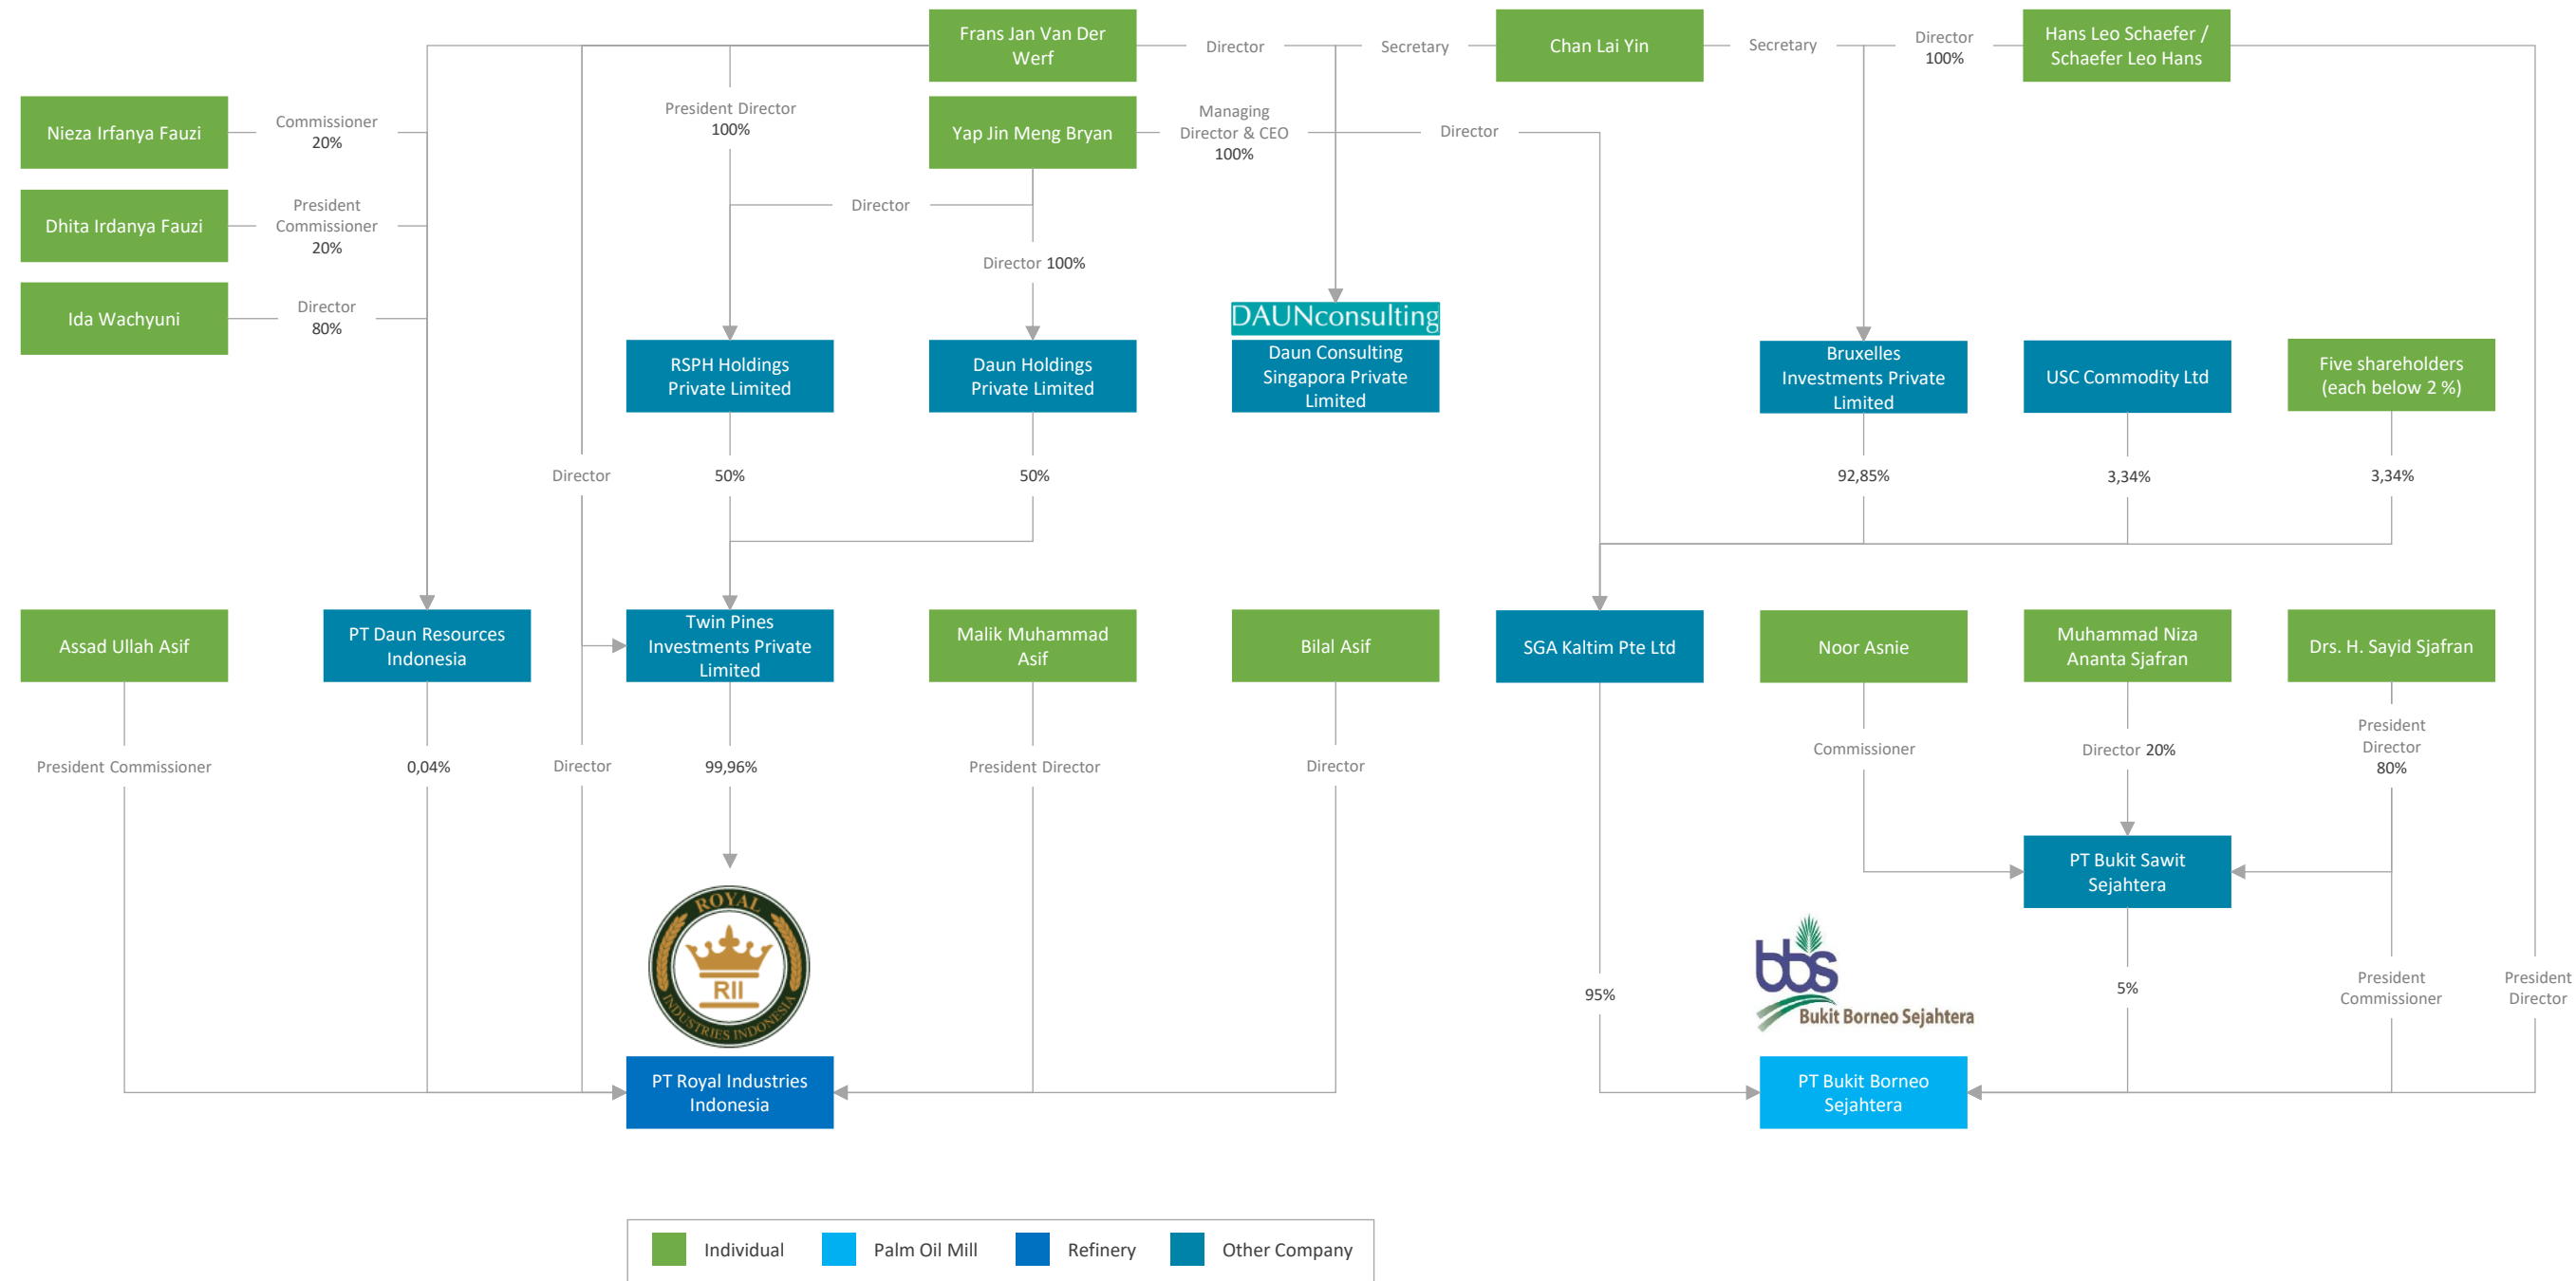 Frans Jan Van Der
Werf
Director
Secretary
Chan Lai Yin
Secretary
Director
100%
Hans Leo Schaefer /
Schaefer Leo Hans
Nieza Irfanya Fauzi
Commissioner
20%
President Director
100%
Yap Jin Meng Bryan
Managing
Director & CEO
100%
Director
Dhita Irdanya Fauzi
President
Commissioner
20%
Director
Director 100%
Ida Wachyuni
Director
80%
DAUNconsulting
RSPH Holdings
Private Limited
Daun Holdings
Private Limited
Daun Consulting
Singapora Private
Limited
Bruxelles
Investments Private
Limited
USC Commodity Ltd
Five shareholders
(each below 2 %)
Director
50%
50%
92,85%
3,34%
3,34%
Assad Ullah Asif
PT Daun Resources
Indonesia
Twin Pines
Investments Private
Limited
Malik Muhammad
Asif
Bilal Asif
SGA Kaltim Pte Ltd
Noor Asnie
Muhammad Niza
Ananta Sjafran
Drs. H. Sayid Sjafran
President Commissioner
0,04%
Director
99,96%
President Director
Director
Commissioner
Director 20%
President
Director
80%
PT Bukit Sawit
Sejahtera
ROYAL
RII
INDUSTRIES INDONESIA
95%
bbs
Bukit Borneo Sejahtera
5%
President
Commissioner
President
Director
PT Royal Industries
Indonesia
PT Bukit Borneo
Sejahtera
Individual
Palm Oil Mill
Refinery
Other Company